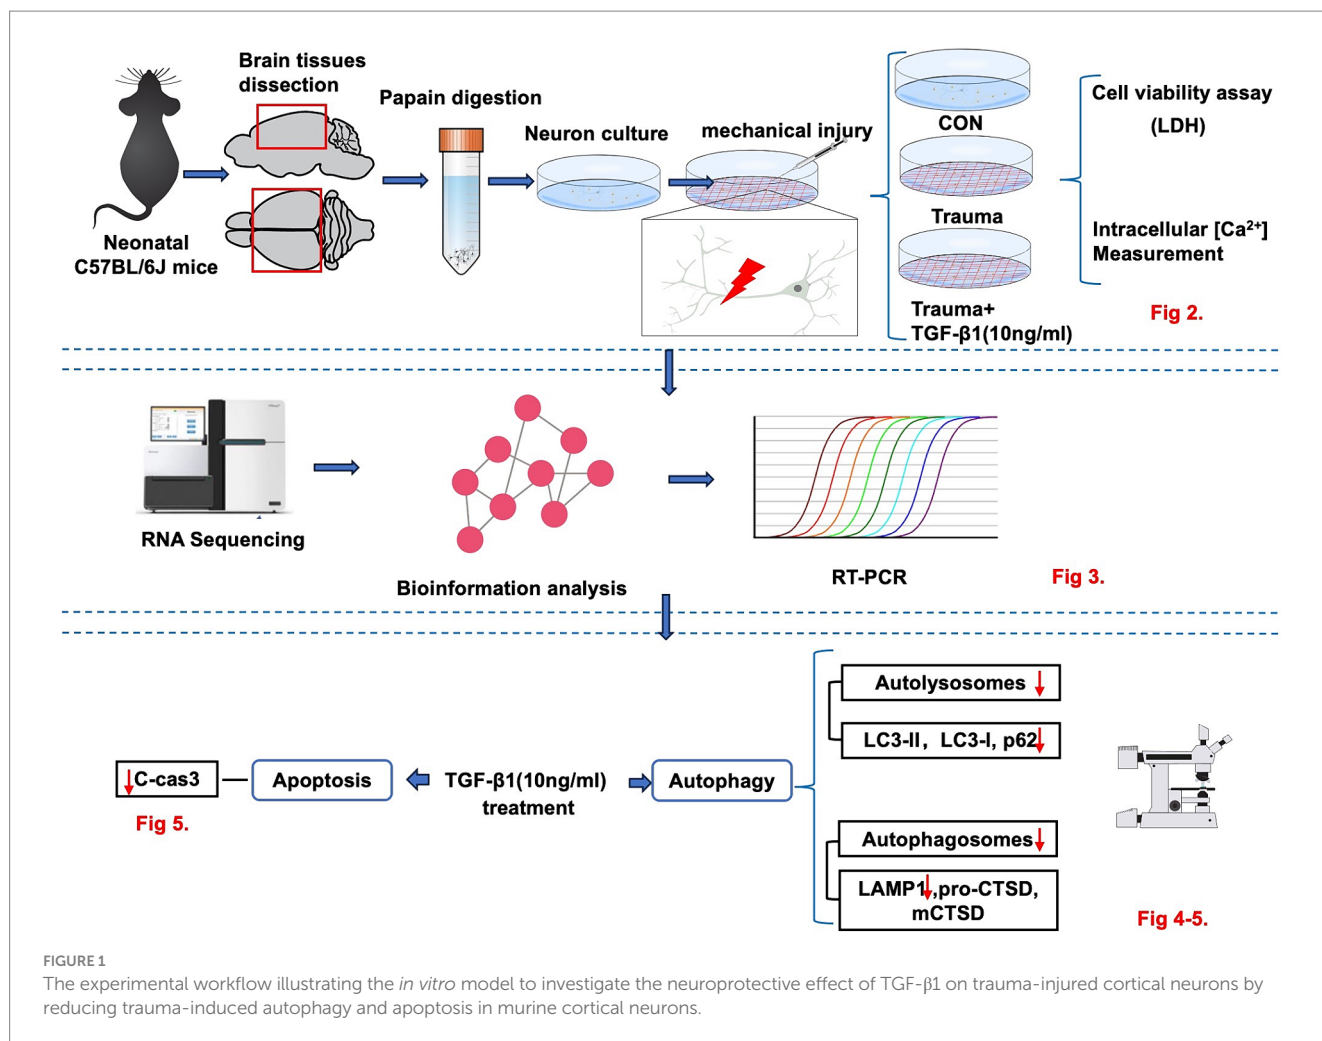 Brain tissues
dissection
Papain digestion
Neuron culture
mechanical injury
Neonatal
C57BL/6J mice
CON
Trauma
Trauma+
TGF-β1(10ng/ml)
Cell viability assay
(LDH)
Intracellular [Ca²⁺]
Measurement
Fig 2.
RNA Sequencing
Bioinformation analysis
RT-PCR
Fig 3.
C-cas3
Fig 5.
Apoptosis
TGF-β1(10ng/ml)
treatment
Autophagy
Autolysosomes
LC3-II, LC3-I, p62
Autophagosomes
LAMP1,pro-CTSD,
mCTSD
Fig 4-5.
FIGURE 1
The experimental workflow illustrating the in vitro model to investigate the neuroprotective effect of TGF-β1 on trauma-injured cortical neurons by
reducing trauma-induced autophagy and apoptosis in murine cortical neurons.